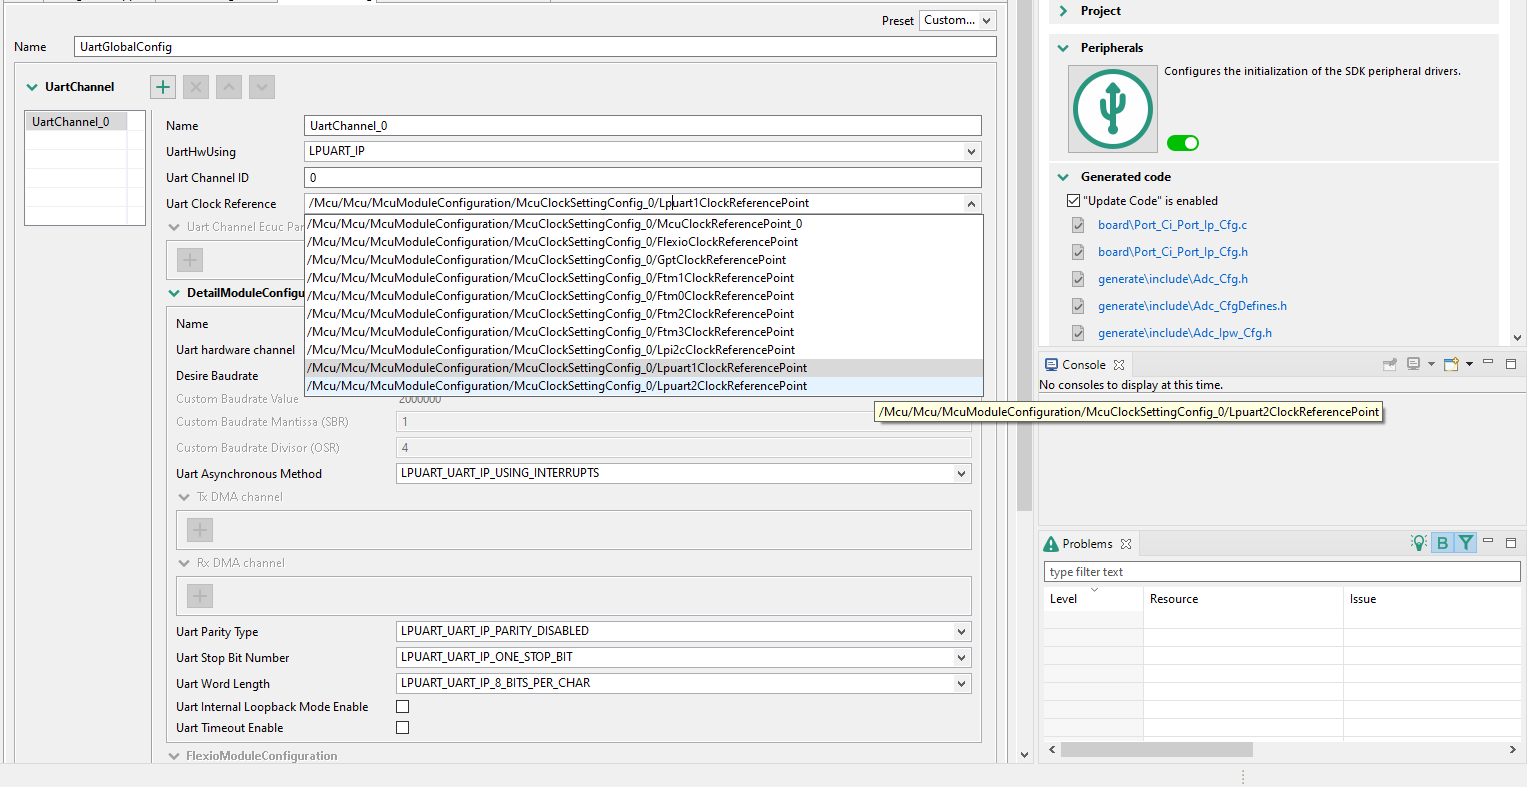 Preset Custom...
Name UartGlobalConfig
UartChannel
UartChannel_0
Name UartChannel_0
UartHwUsing LPUART_IP
Uart Channel ID 0
Uart Clock Reference /Mcu/Mcu/McuModuleConfiguration/McuClockSettingConfig_0/Lpuart1ClockReferencePoint
/Mcu/Mcu/McuModuleConfiguration/McuClockSettingConfig_0/McuClockReferencePoint_0
Uart Channel Ecuc Par
/Mcu/Mcu/McuModuleConfiguration/McuClockSettingConfig_0/FlexioClockReferencePoint
/Mcu/Mcu/McuModuleConfiguration/McuClockSettingConfig_0/GptClockReferencePoint
/Mcu/Mcu/McuModuleConfiguration/McuClockSettingConfig_0/Ftm1ClockReferencePoint
/Mcu/Mcu/McuModuleConfiguration/McuClockSettingConfig_0/Ftm0ClockReferencePoint
/Mcu/Mcu/McuModuleConfiguration/McuClockSettingConfig_0/Ftm2ClockReferencePoint
/Mcu/Mcu/McuModuleConfiguration/McuClockSettingConfig_0/Ftm3ClockReferencePoint
/Mcu/Mcu/McuModuleConfiguration/McuClockSettingConfig_0/Lpi2cClockReferencePoint
/Mcu/Mcu/McuModuleConfiguration/McuClockSettingConfig_0/Lpuart1ClockReferencePoint
/Mcu/Mcu/McuModuleConfiguration/McuClockSettingConfig_0/Lpuart2ClockReferencePoint
/Mcu/Mcu/McuModuleConfiguration/McuClockSettingConfig_0/Lpuart2ClockReferencePoint
DetailModuleConfigu
Name
Uart hardware channel
Desire Baudrate
Custom Baudrate Value 2000000
Custom Baudrate Mantissa (SBR) 1
Custom Baudrate Divisor (OSR) 4
Uart Asynchronous Method LPUART_UART_IP_USING_INTERRUPTS
Tx DMA channel
Rx DMA channel
Uart Parity Type LPUART_UART_IP_PARITY_DISABLED
Uart Stop Bit Number LPUART_UART_IP_ONE_STOP_BIT
Uart Word Length LPUART_UART_IP_8_BITS_PER_CHAR
Uart Internal Loopback Mode Enable
Uart Timeout Enable
FlexioModuleConfiguration
Project
Peripherals
Configures the initialization of the SDK peripheral drivers.
Generated code
"Update Code" is enabled
board\Port_Ci_Port_Ip_Cfg.c
board\Port_Ci_Port_Ip_Cfg.h
generate\include\Adc_Cfg.h
generate\include\Adc_CfgDefines.h
generate\include\Adc_Ipw_Cfg.h
Console
No consoles to display at this time.
Problems
B
type filter text
Level Resource Issue